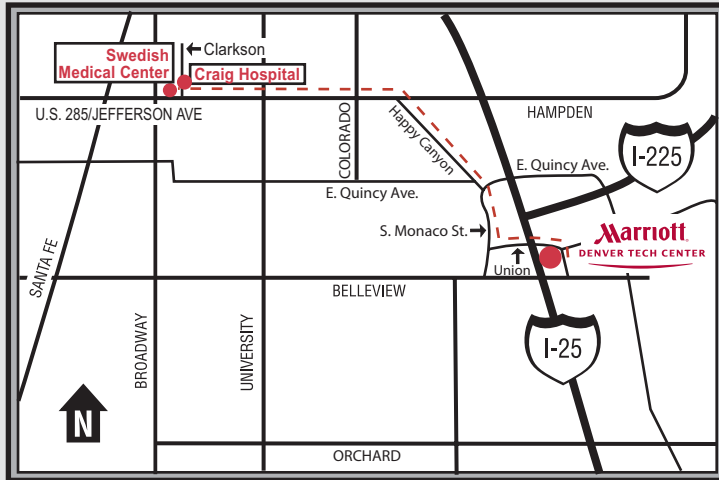 Swedish
Medical Center
Clarkson
Craig Hospital
U.S. 285/JEFFERSON AVE
HAMPDEN
COLORADO
Happy Canyon
I-225
E. Quincy Ave.
E. Quincy Ave.
S. Monaco St.
Marriott
DENVER TECH CENTER
Union
SANTA FE
BELLEVIEW
BROADWAY
UNIVERSITY
I-25
N
ORCHARD